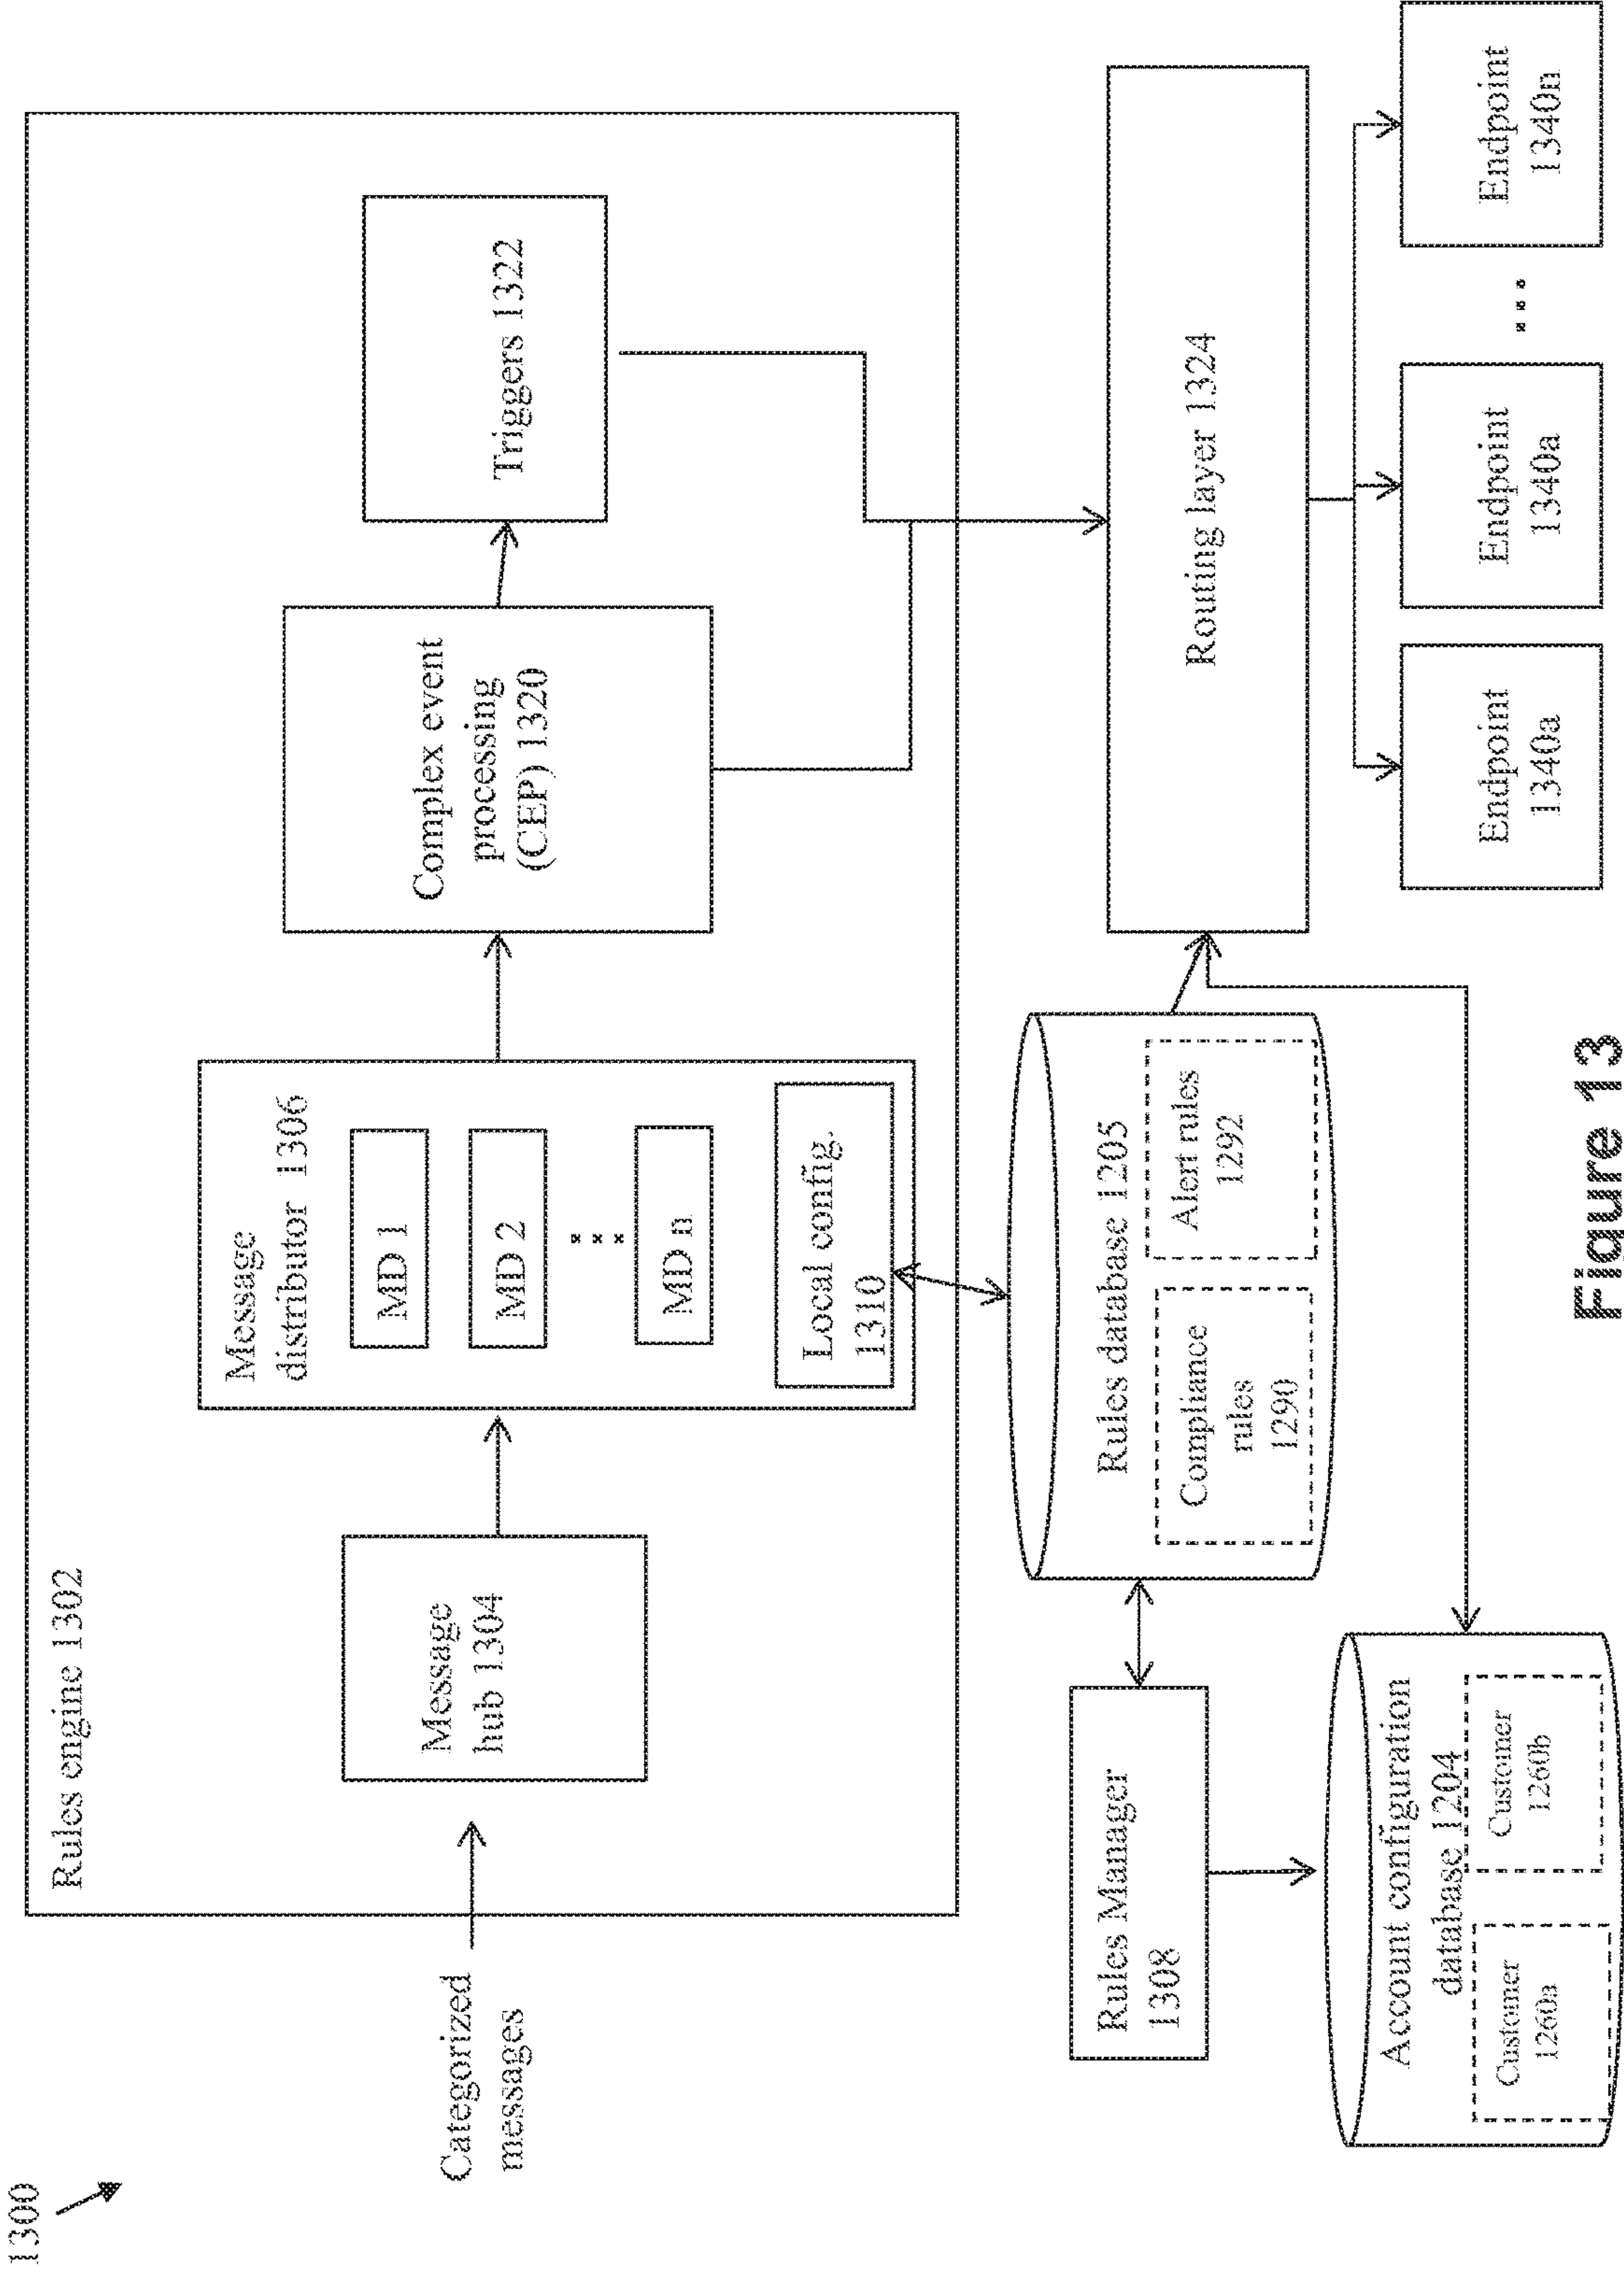 1300
Rules engine 1302
Categorized
messages
Message
hub 1304
Message
distributor 1306
MD 1
MD 2
...
MD n
Local config.
1310
Complex event
processing
(CEP) 1320
Triggers 1322
Rules Manager
1308
Rules database 1205
Compliance
rules
1290
Alert rules
1292
Routing layer 1324
Account configuration
database 1204
Customer
1260a
Customer
1260b
Endpoint
1340a
Endpoint
1340a
...
Endpoint
1340n
Figure 13